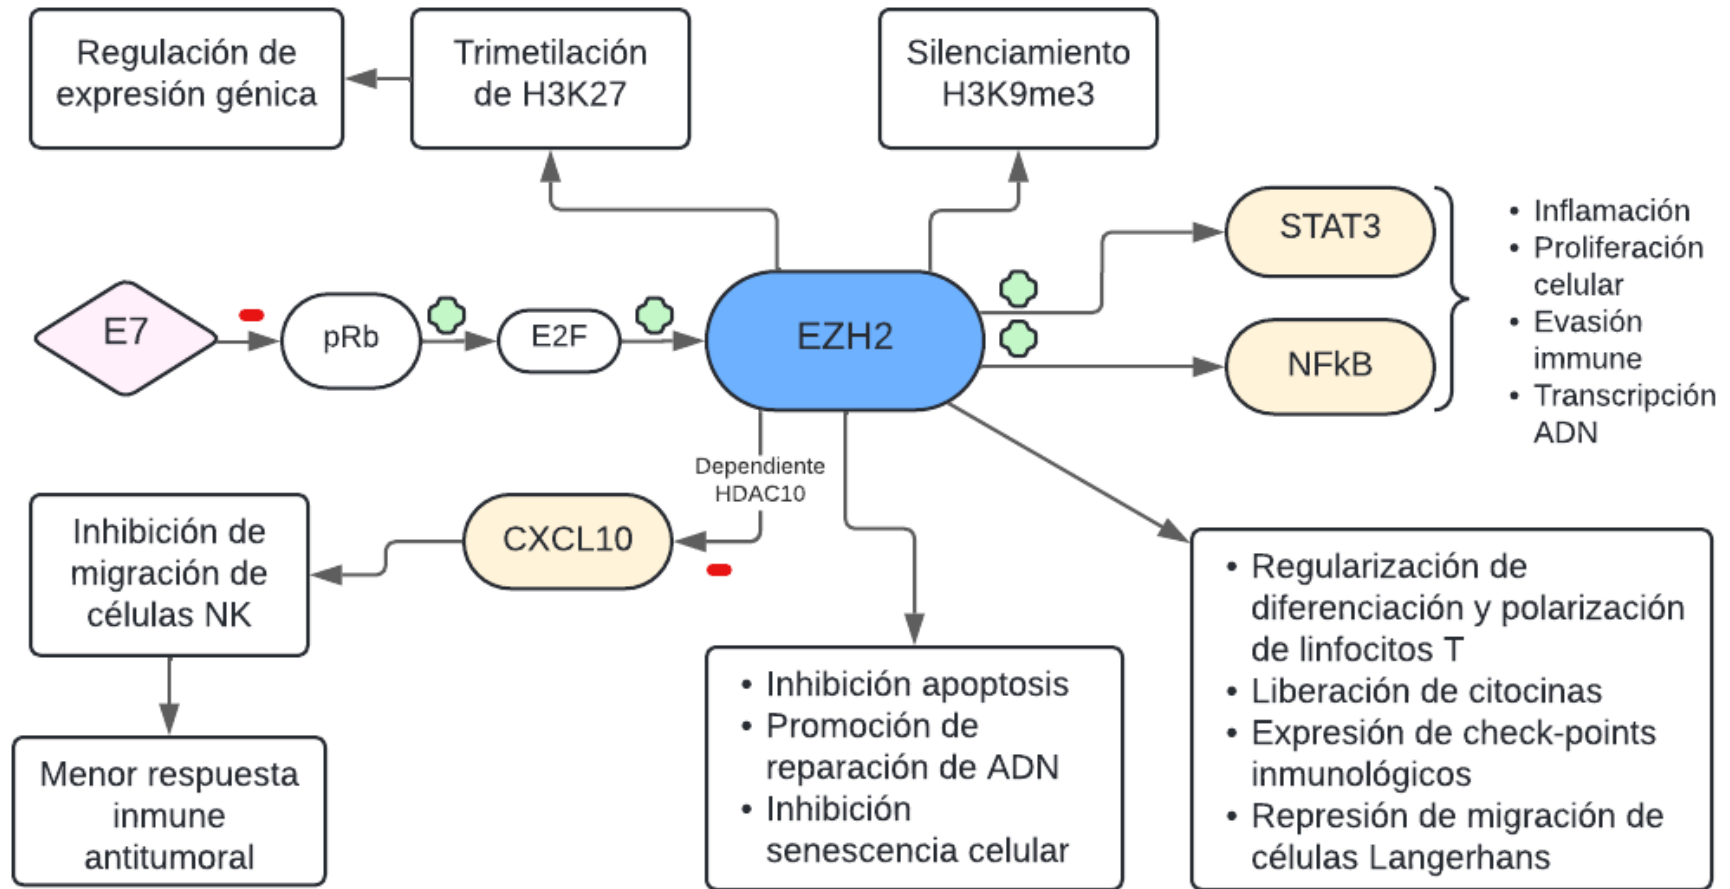 Regulación de
expresión génica
Trimetilación
de H3K27
Silenciamiento
H3K9me3
E7
pRb
E2F
EZH2
STAT3
NFkB
• Inflamación
• Proliferación
celular
• Evasión
immune
• Transcripción
ADN
Dependiente
HDAC10
CXCL10
Inhibición de
migración de
células NK
Menor respuesta
inmune
antitumoral
• Inhibición apoptosis
• Promoción de
reparación de ADN
• Inhibición
senescencia celular
• Regularización de
diferenciación y polarización
de linfocitos T
• Liberación de citocinas
• Expresión de check-points
inmunológicos
• Represión de migración de
células Langerhans